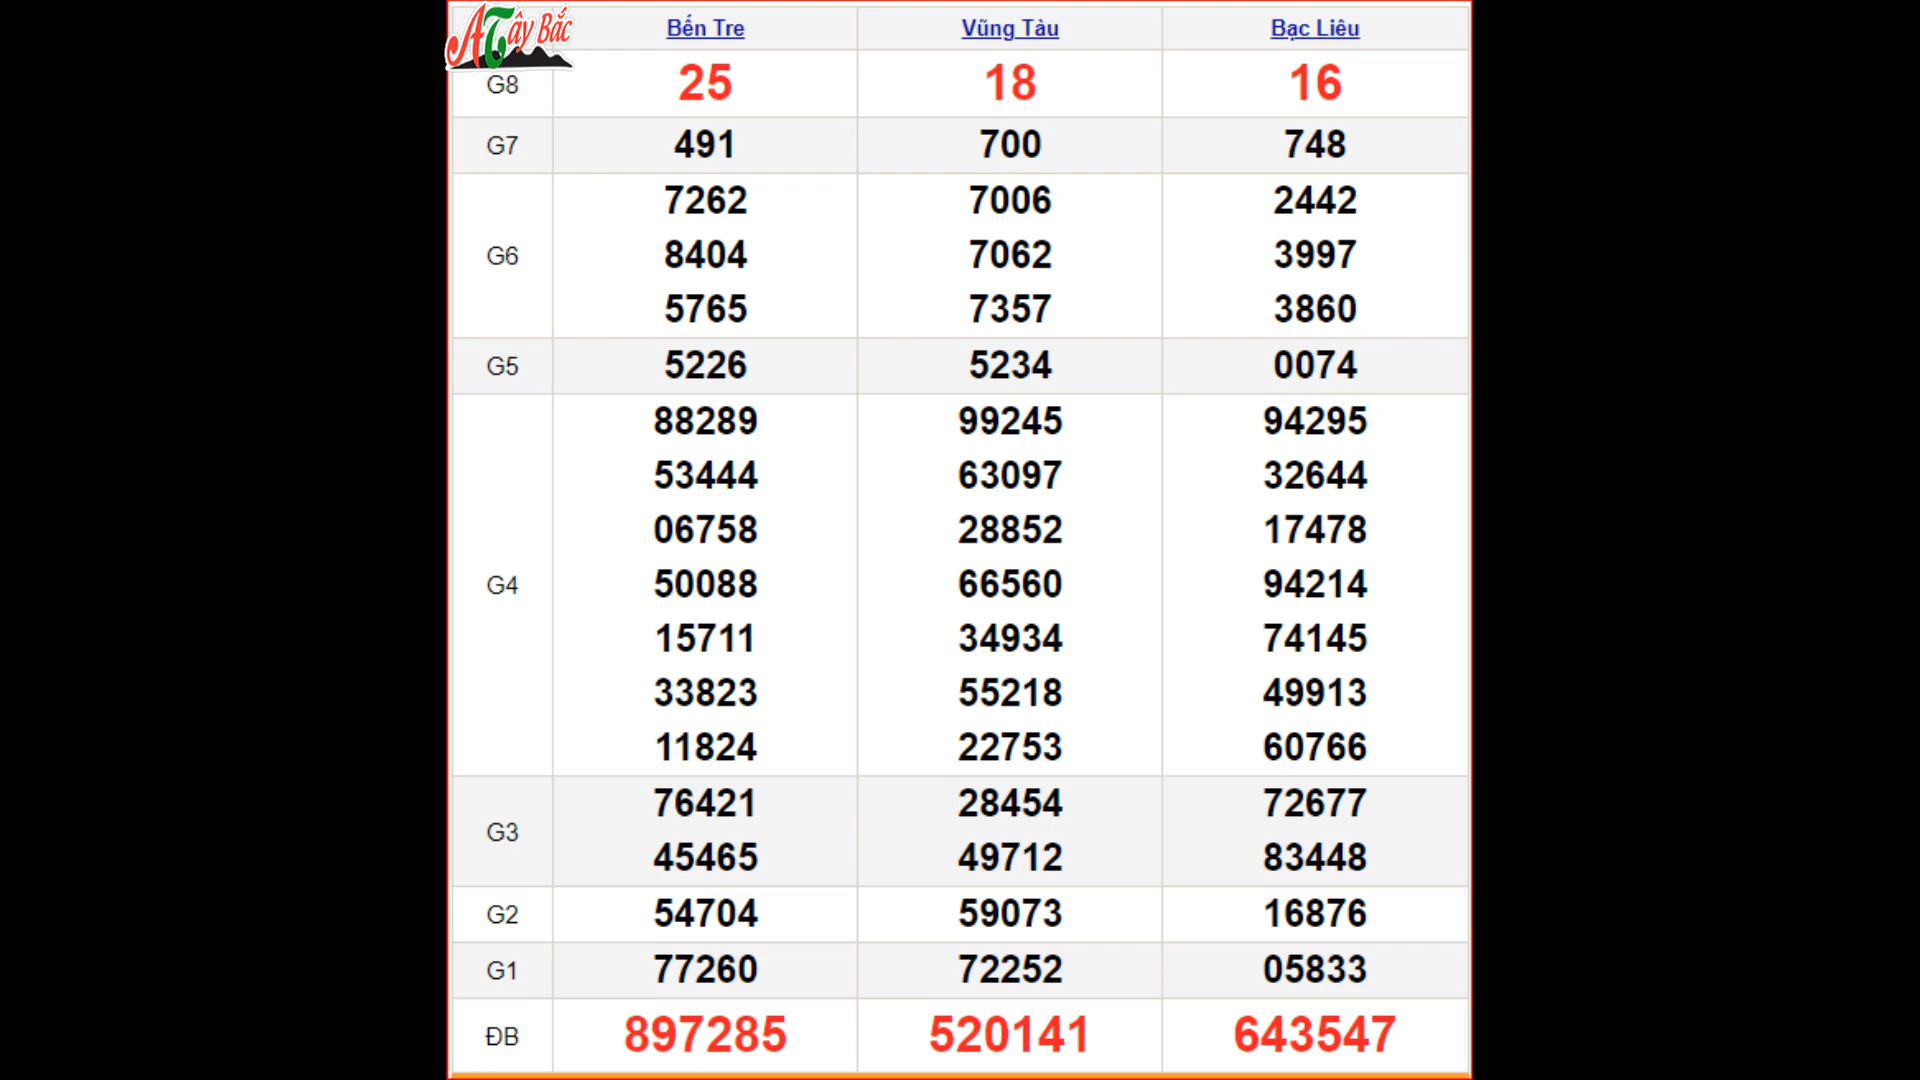 ATây Bắc
Bến Tre Vũng Tàu Bạc Liêu
G8 25 18 16
G7 491 700 748
7262 7006 2442
G6 8404 7062 3997
5765 7357 3860
G5 5226 5234 0074
88289 99245 94295
53444 63097 32644
06758 28852 17478
G4 50088 66560 94214
15711 34934 74145
33823 55218 49913
11824 22753 60766
76421 28454 72677
G3
45465 49712 83448
G2 54704 59073 16876
G1 77260 72252 05833
ĐB 897285 520141 643547